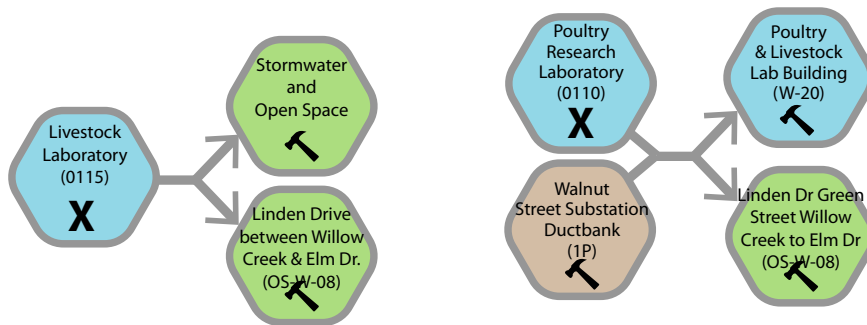 Livestock
Laboratory
(0115)
X
Stormwater
and
Open Space
Linden Drive
between Willow
Creek & Elm Dr.
(OS-W-08)
Poultry
Research
Laboratory
(0110)
X
Walnut
Street Substation
Ductbank
(1P)
Poultry
& Livestock
Lab Building
(W-20)
Linden Dr Green
Street Willow
Creek to Elm Dr
(OS-W-08)